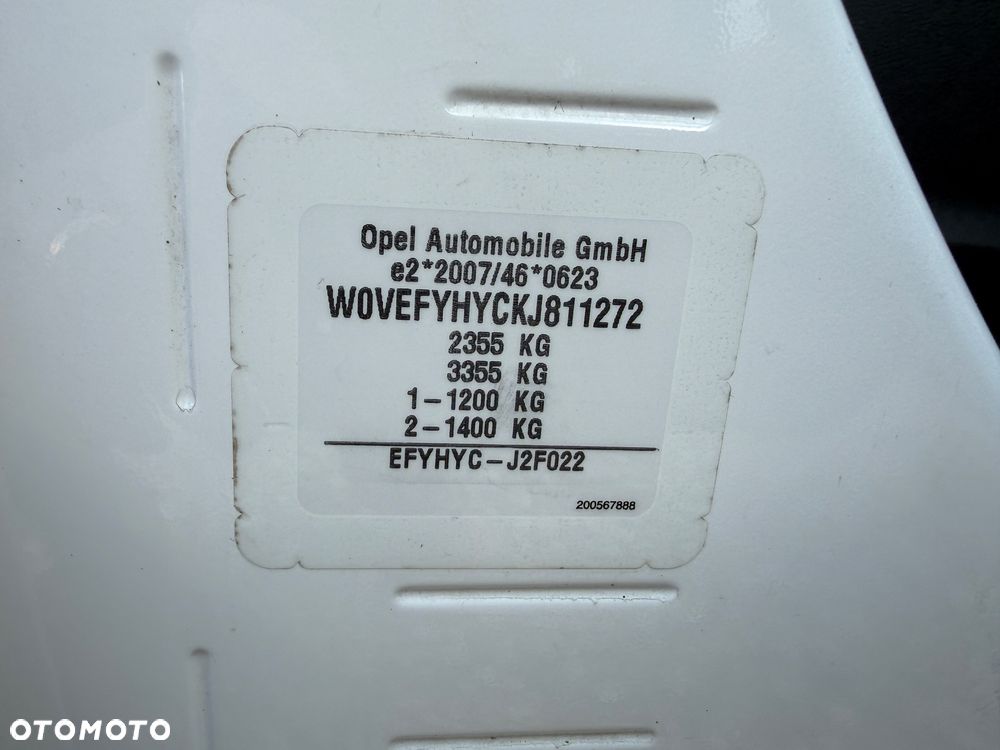 Opel Automobile GmbH
e2*2007/46*0623
W0VEFYHYCKJ811272
2355 KG
3355 KG
1-1200 KG
2-1400 KG
EFYHYC-J2F022
200567888
OTOMOTO